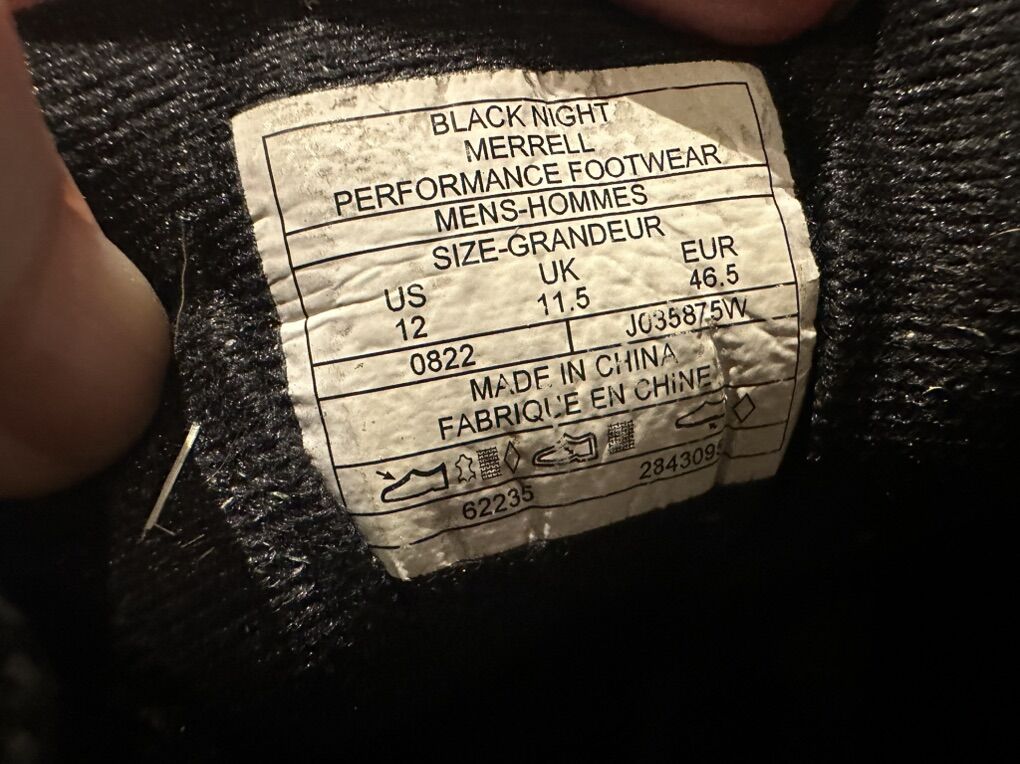 BLACK NIGHT
MERRELL
PERFORMANCE FOOTWEAR
MENS-HOMMES
SIZE-GRANDEUR
US UK EUR
12 11.5 46.5
0822 J035875W
MADE IN CHINA
FABRIQUE EN CHINE
62235 2843095